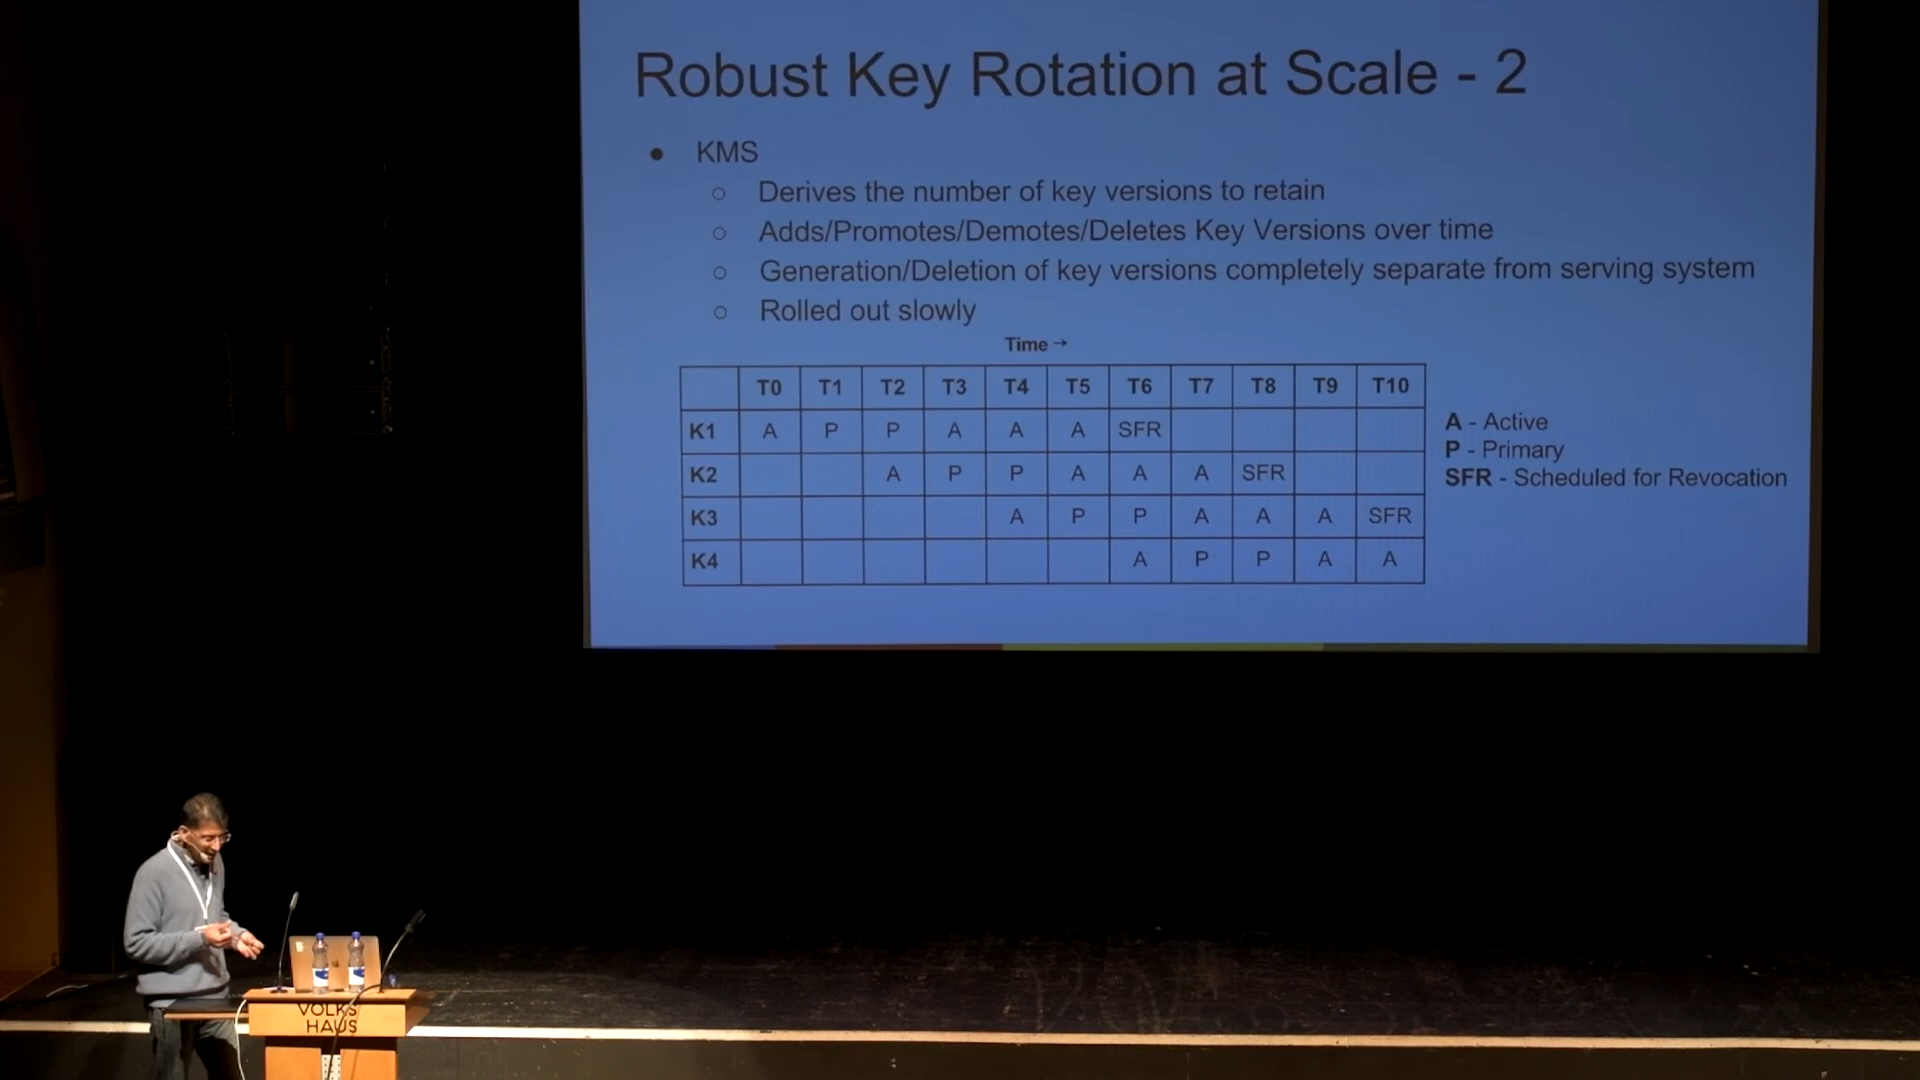 Robust Key Rotation at Scale - 2
● KMS
○ Derives the number of key versions to retain
○ Adds/Promotes/Demotes/Deletes Key Versions over time
○ Generation/Deletion of key versions completely separate from serving system
○ Rolled out slowly
Time →
T0 T1 T2 T3 T4 T5 T6 T7 T8 T9 T10
K1 A P P A A A SFR
K2 A P P A A A SFR
K3 A P P A A A SFR
K4 A P P A A
A - Active
P - Primary
SFR - Scheduled for Revocation
VOLKS
HAUS